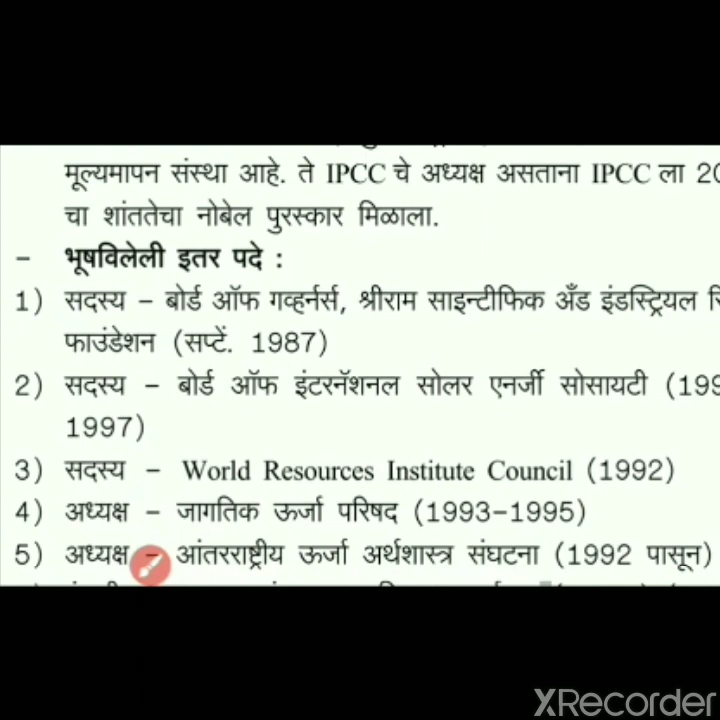 मूल्यमापन संस्था आहे. ते IPCC चे अध्यक्ष असताना IPCC ला
चा शांततेचा नोबेल पुरस्कार मिळाला.
– भूषविलेली इतर पदे :
1) सदस्य – बोर्ड ऑफ गव्हर्नर्स, श्रीराम साइन्टीफिक अँड इंडस्ट्रियल
फाउंडेशन (सप्टें. 1987)
2) सदस्य – बोर्ड ऑफ इंटरनॅशनल सोलर एनर्जी सोसायटी
1997)
3) सदस्य – World Resources Institute Council (1992)
4) अध्यक्ष – जागतिक ऊर्जा परिषद (1993–1995)
5) अध्यक्ष – आंतरराष्ट्रीय ऊर्जा अर्थशास्त्र संघटना (1992 पासून)
XRecorder